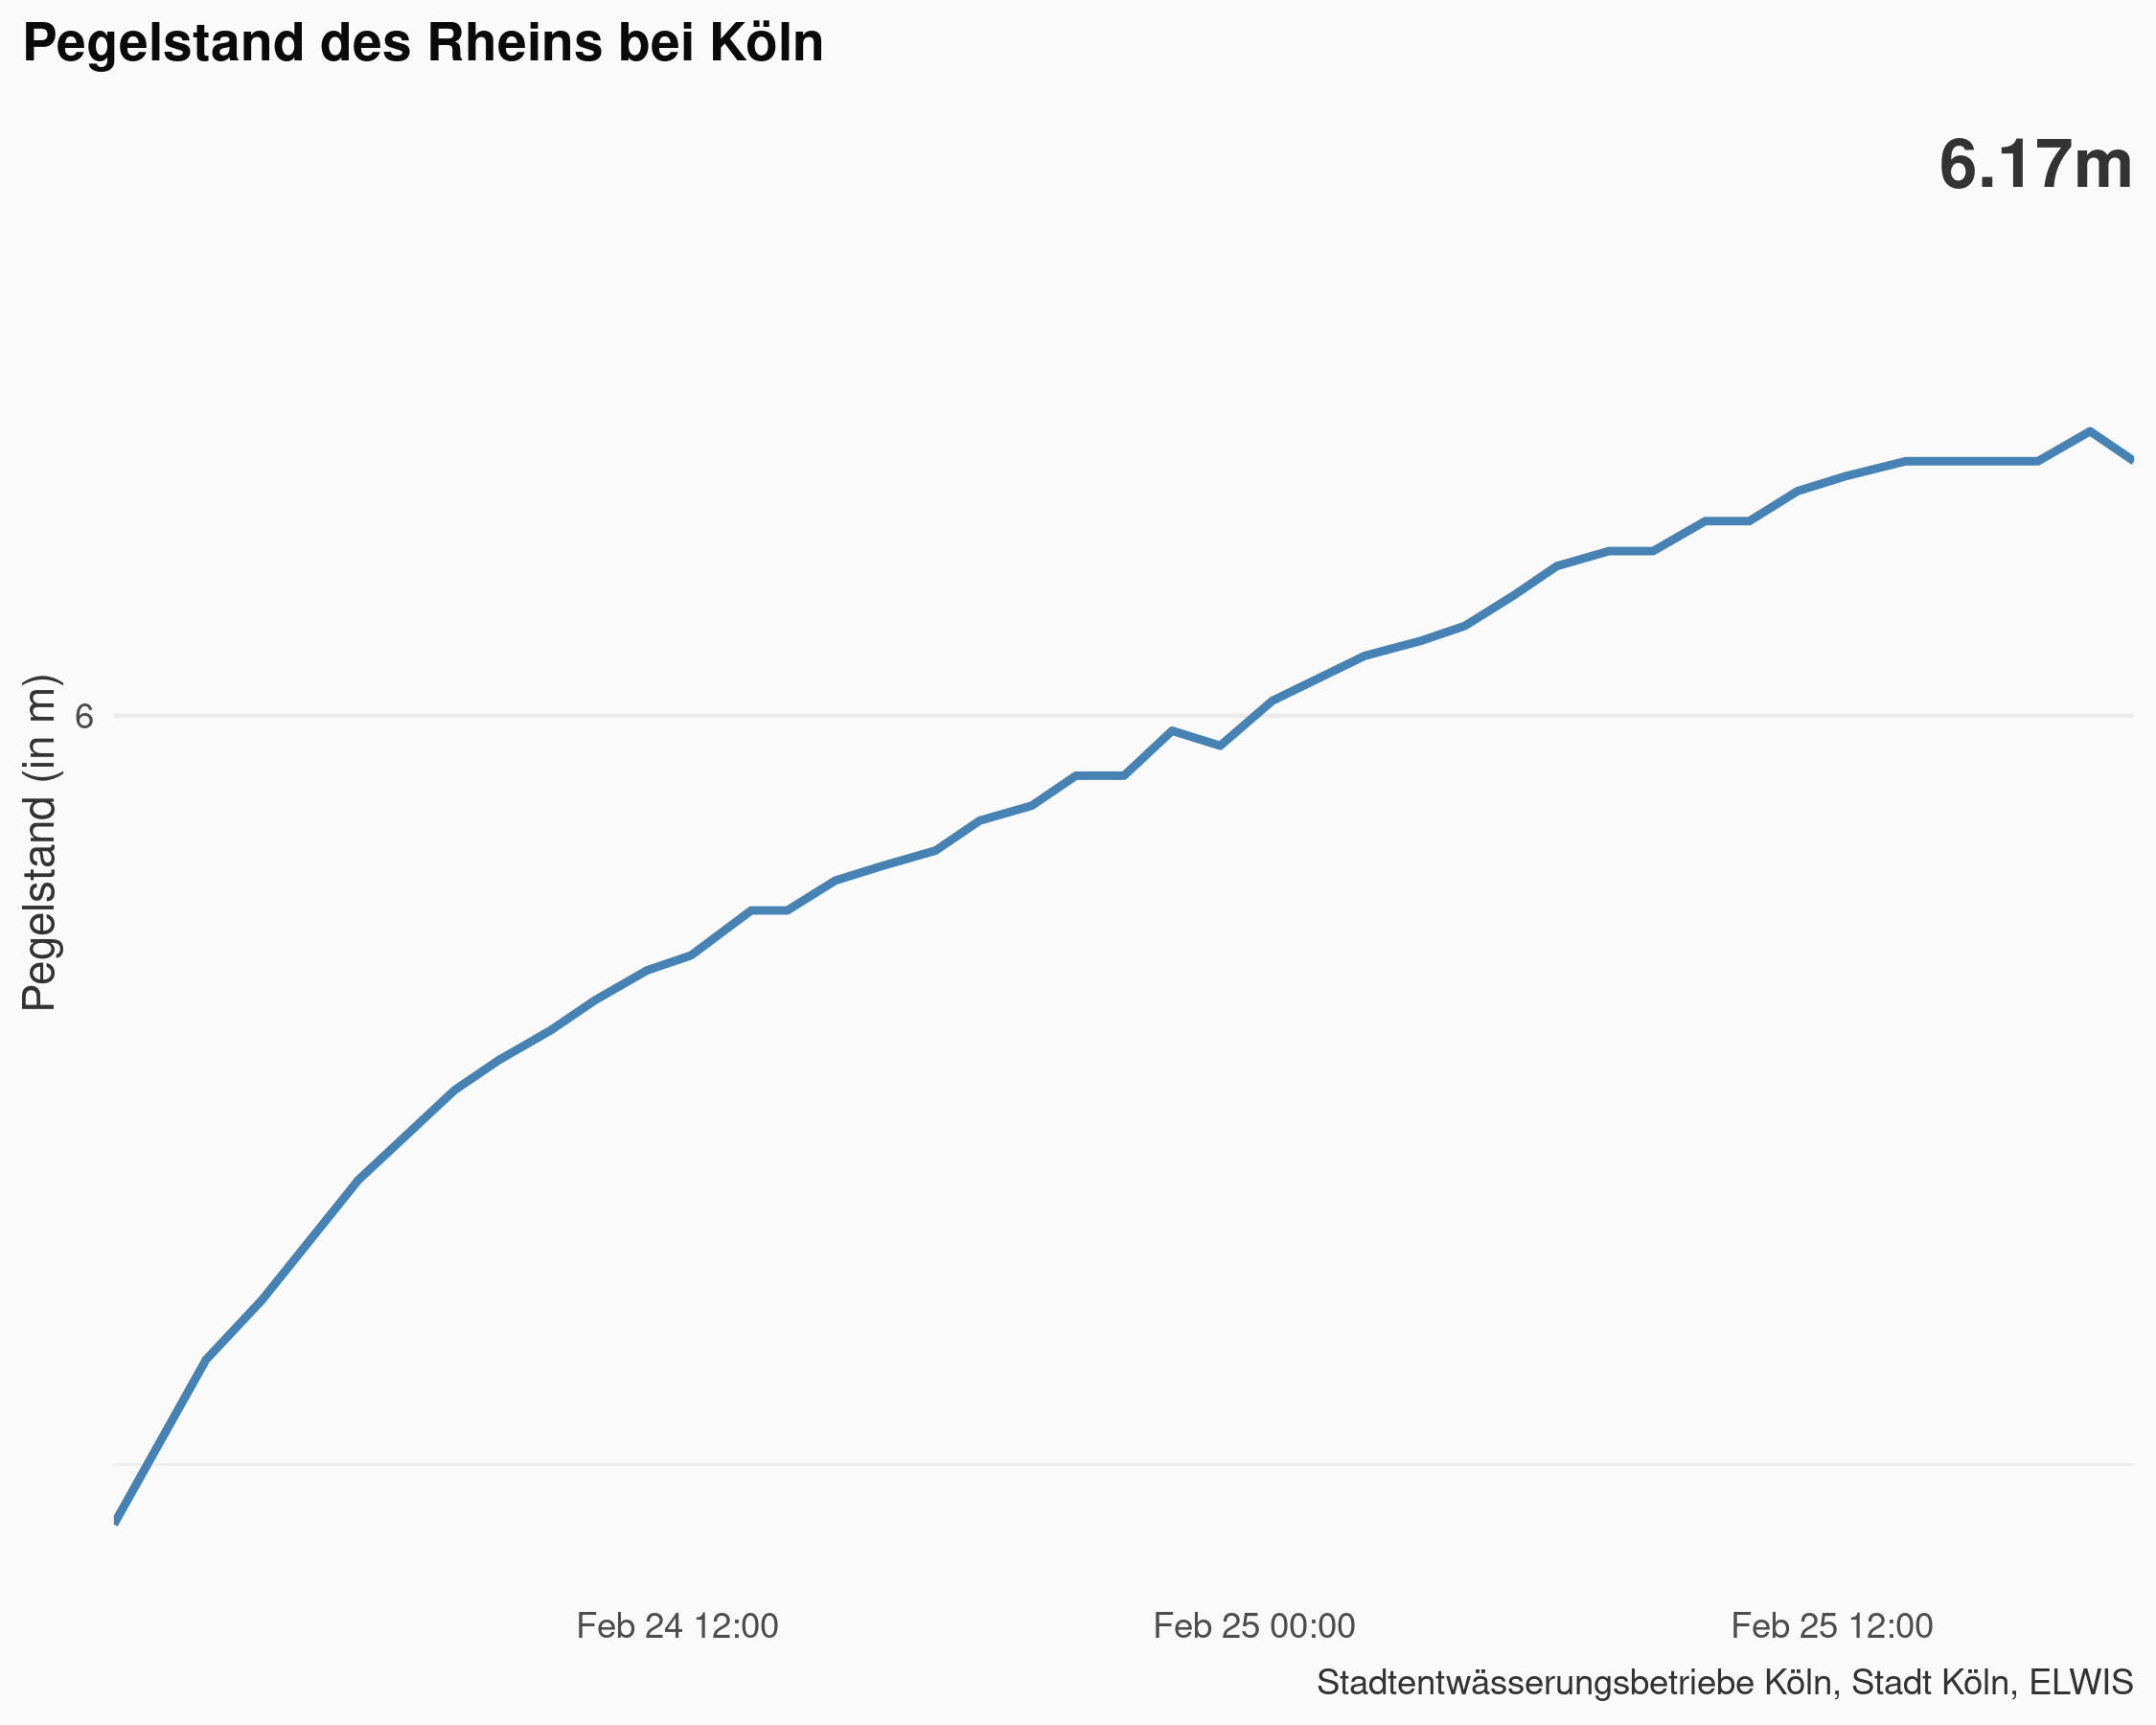 Pegelstand des Rheins bei Köln
6.17m
Pegelstand (in m)
6
Feb 24 12:00
Feb 25 00:00
Feb 25 12:00
Stadtentwässerungsbetriebe Köln, Stadt Köln, ELWIS